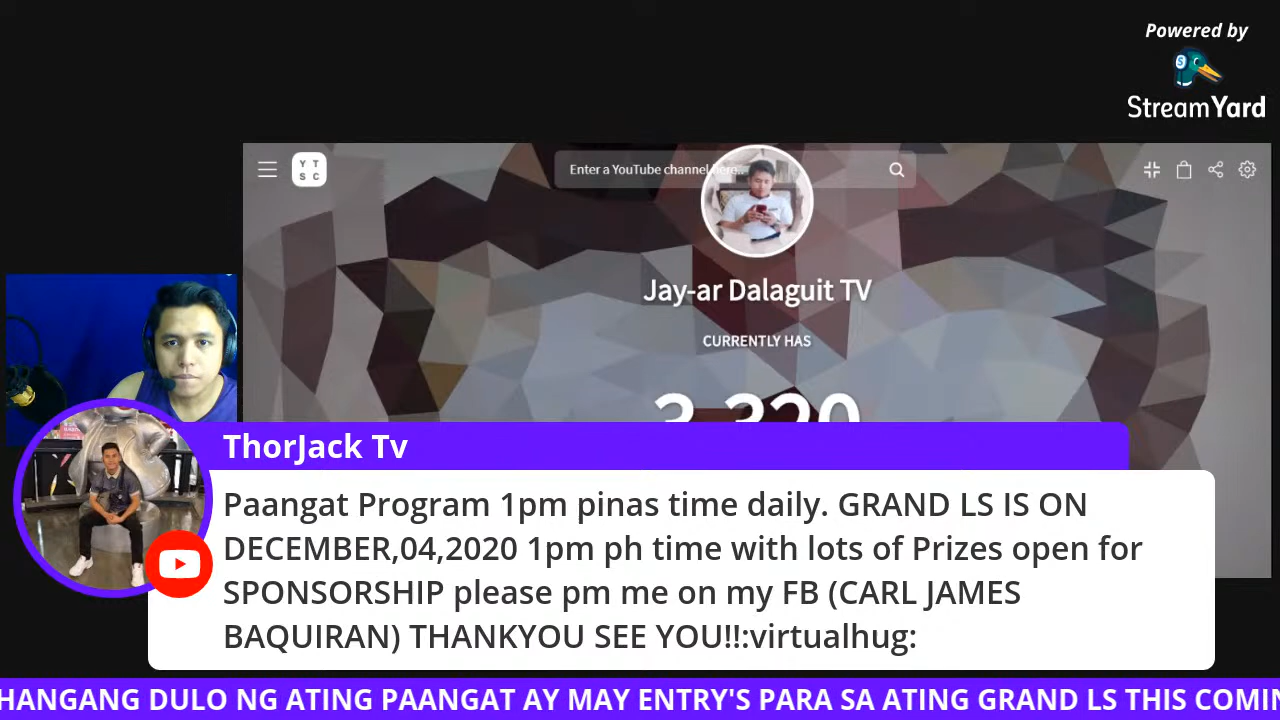 Powered by
StreamYard
Y T
S C
Enter a YouTube channel here...
Jay-ar Dalaguit TV
CURRENTLY HAS
3,320
ThorJack Tv
Paangat Program 1pm pinas time daily. GRAND LS IS ON
DECEMBER,04,2020 1pm ph time with lots of Prizes open for
SPONSORSHIP please pm me on my FB (CARL JAMES
BAQUIRAN) THANKYOU SEE YOU!!:virtualhug:
HANGANG DULO NG ATING PAANGAT AY MAY ENTRY'S PARA SA ATING GRAND LS THIS COMIN